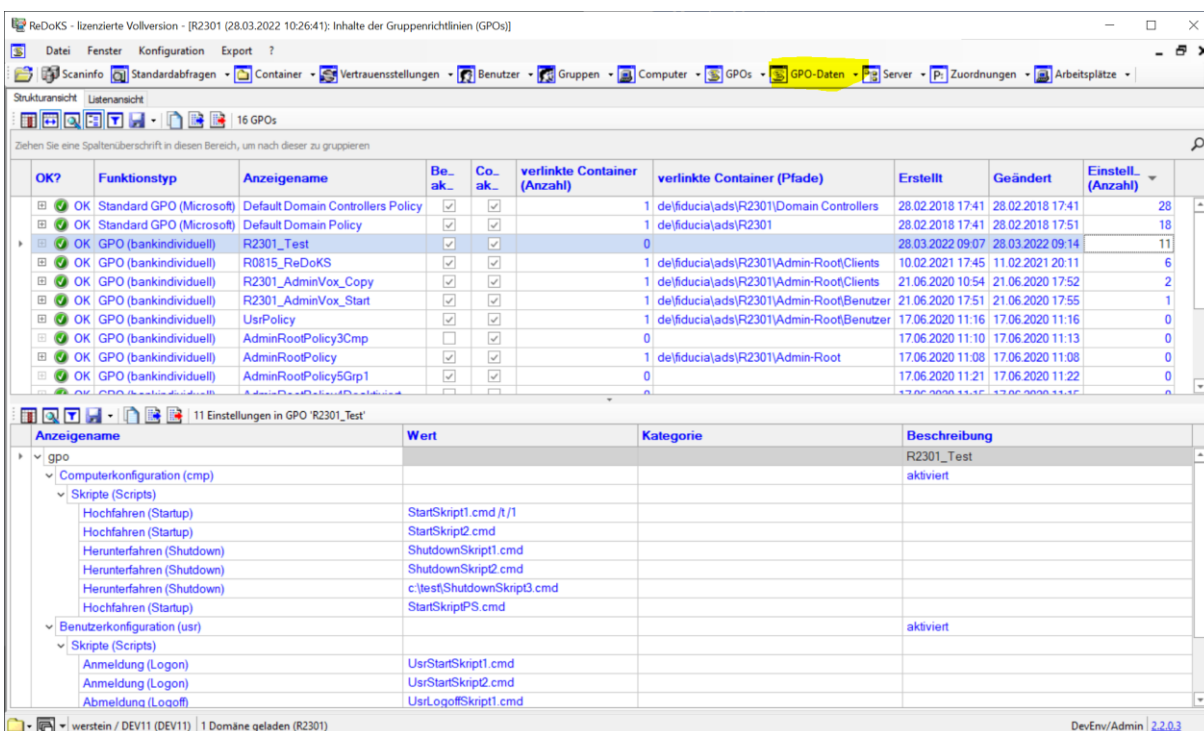 ReDoKS - lizenzierte Vollversion - [R2301 (28.03.2022 10:26:41): Inhalte der Gruppenrichtlinien (GPOs)]
Datei Fenster Konfiguration Export ?
Scaninfo Standardabfragen Container Vertrauensstellungen Benutzer Gruppen Computer GPOs GPO-Daten Server Zuordnungen Arbeitsplätze
Strukturansicht Listenansicht
16 GPOs
Ziehen Sie eine Spaltenüberschrift in diesen Bereich, um nach dieser zu gruppieren
OK? Funktionstyp Anzeigename Be... ak... Co... ak... verlinkte Container (Anzahl) verlinkte Container (Pfade) Erstellt Geändert Einstell... (Anzahl)
OK Standard GPO (Microsoft) Default Domain Controllers Policy 1 de\fiducia\ads\R2301\Domain Controllers 28.02.2018 17:41 28.02.2018 17:41 28
OK Standard GPO (Microsoft) Default Domain Policy 1 de\fiducia\ads\R2301 28.02.2018 17:41 28.02.2018 17:51 18
OK GPO (bankindividuell) R2301_Test 0 28.03.2022 09:07 28.03.2022 09:14 11
OK GPO (bankindividuell) R0815_ReDoKS 1 de\fiducia\ads\R2301\Admin-Root\Clients 10.02.2021 17:45 11.02.2021 20:11 6
OK GPO (bankindividuell) R2301_AdminVox_Copy 1 de\fiducia\ads\R2301\Admin-Root\Clients 21.06.2020 10:54 21.06.2020 17:52 2
OK GPO (bankindividuell) R2301_AdminVox_Start 1 de\fiducia\ads\R2301\Admin-Root\Benutzer 21.06.2020 17:51 21.06.2020 17:55 1
OK GPO (bankindividuell) UsrPolicy 1 de\fiducia\ads\R2301\Admin-Root\Benutzer 17.06.2020 11:16 17.06.2020 11:16 0
OK GPO (bankindividuell) AdminRootPolicy3Cmp 0 17.06.2020 11:10 17.06.2020 11:13 0
OK GPO (bankindividuell) AdminRootPolicy 1 de\fiducia\ads\R2301\Admin-Root 17.06.2020 11:08 17.06.2020 11:08 0
OK GPO (bankindividuell) AdminRootPolicy5Grp1 0 17.06.2020 11:21 17.06.2020 11:22 0
11 Einstellungen in GPO 'R2301_Test'
Anzeigename Wert Kategorie Beschreibung
gpo R2301_Test
Computerkonfiguration (cmp) aktiviert
Skripte (Scripts)
Hochfahren (Startup) StartSkript1.cmd /t /1
Hochfahren (Startup) StartSkript2.cmd
Herunterfahren (Shutdown) ShutdownSkript1.cmd
Herunterfahren (Shutdown) ShutdownSkript2.cmd
Herunterfahren (Shutdown) c:\test\ShutdownSkript3.cmd
Hochfahren (Startup) StartSkriptPS.cmd
Benutzerkonfiguration (usr) aktiviert
Skripte (Scripts)
Anmeldung (Logon) UsrStartSkript1.cmd
Anmeldung (Logon) UsrStartSkript2.cmd
Abmeldung (Logoff) UsrLogoffSkript1.cmd
werstein / DEV11 (DEV11) 1 Domäne geladen (R2301) DevEnv/Admin 2.2.0.3